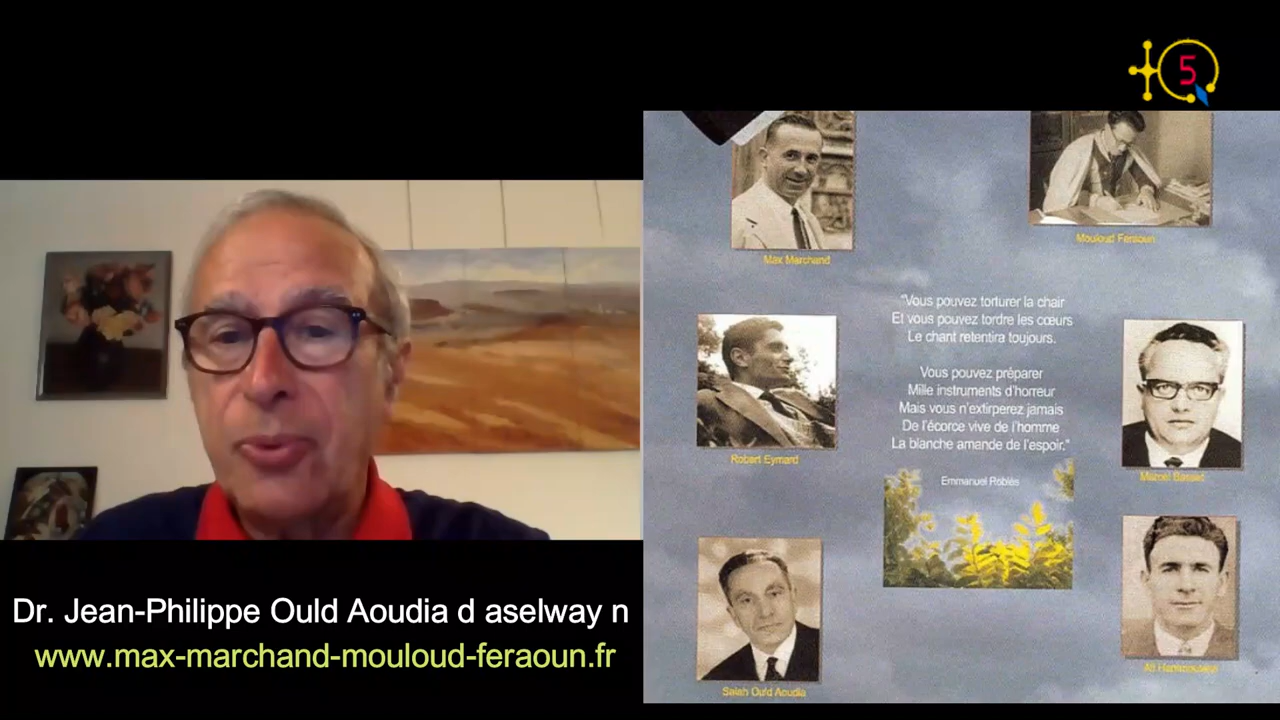 5
Max Marchand
Mouloud Feraoun
"Vous pouvez torturer la chair
Et vous pouvez tordre les cœurs
Le chant retentira toujours.
Vous pouvez préparer
Mille instruments d'horreur
Mais vous n'extirperez jamais
De l'écorce vive de l'homme
La blanche amande de l'espoir."
Emmanuel Roblès
Robert Eymard
Marcel Basset
Salah Ould Aoudia
Ali Hammoutene
Dr. Jean-Philippe Ould Aoudia d aselway n
www.max-marchand-mouloud-feraoun.fr